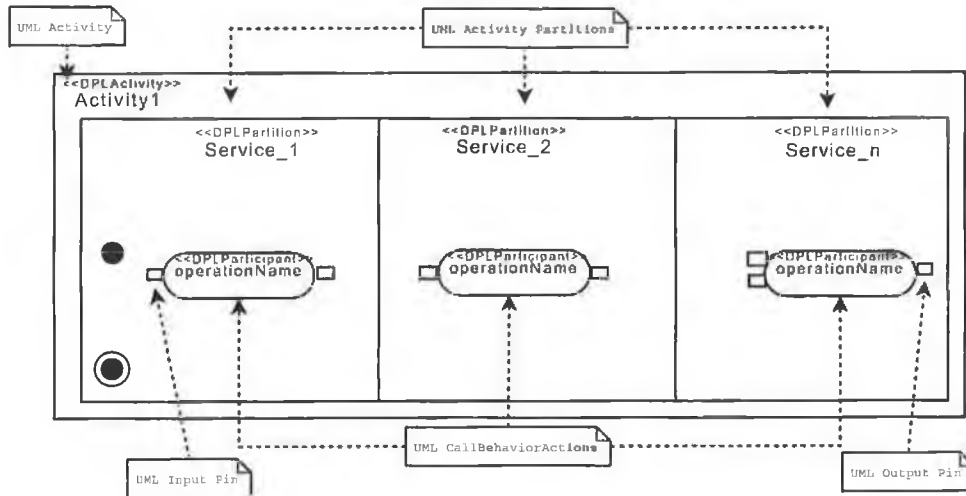 UML Activity
UML Activity Partitions
<<DPLActivity>>
Activity1
<<DPLPartition>>
Service_1
<<DPLPartition>>
Service_2
<<DPLPartition>>
Service_n
<<DPLParticipant>>
operationName
<<DPLParticipant>>
operationName
<<DPLParticipant>>
operationName
UML CallBehaviorActions
UML Input Pin
UML Output Pin